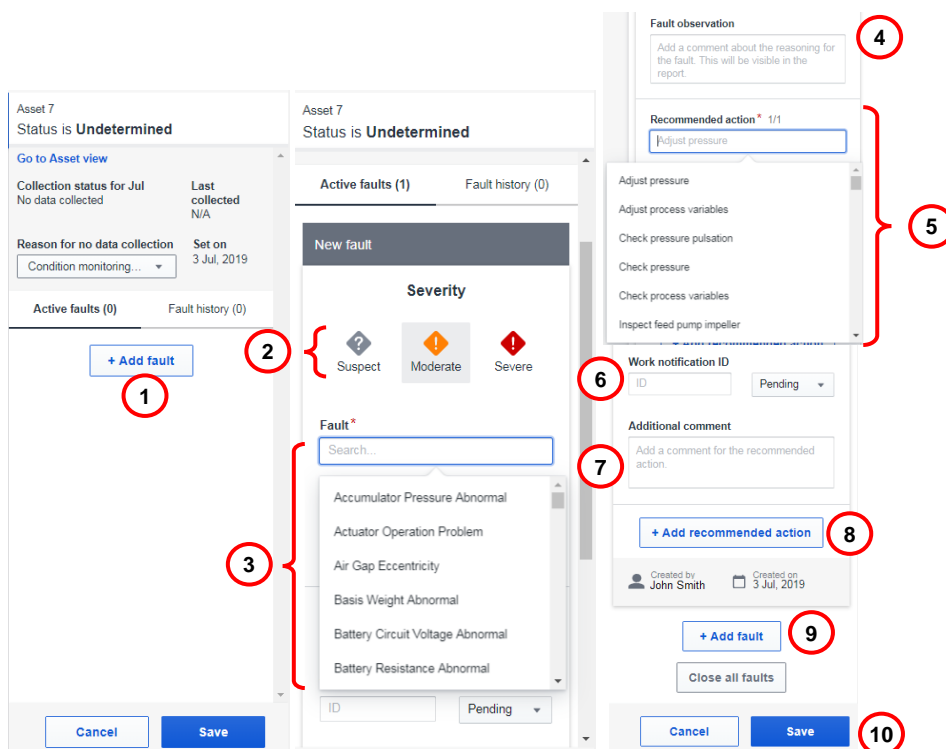 Asset 7
Status is Undetermined
Go to Asset view
Collection status for Jul
No data collected
Last
collected
N/A
Reason for no data collection
Condition monitoring...
Set on
3 Jul, 2019
Active faults (0)
Fault history (0)
+ Add fault
1
Cancel
Save
Asset 7
Status is Undetermined
Active faults (1)
Fault history (0)
New fault
Severity
2
Suspect
Moderate
Severe
Fault*
Search...
3
Accumulator Pressure Abnormal
Actuator Operation Problem
Air Gap Eccentricity
Basis Weight Abnormal
Battery Circuit Voltage Abnormal
Battery Resistance Abnormal
ID
Pending
Fault observation
4
Add a comment about the reasoning for
the fault. This will be visible in the
report.
Recommended action* 1/1
Adjust pressure
5
Adjust pressure
Adjust process variables
Check pressure pulsation
Check pressure
Check process variables
Inspect feed pump impeller
+ Add recommended action
Work notification ID
6
ID
Pending
Additional comment
7
Add a comment for the recommended
action.
+ Add recommended action
8
Created by
John Smith
Created on
3 Jul, 2019
+ Add fault
9
Close all faults
Cancel
Save
10